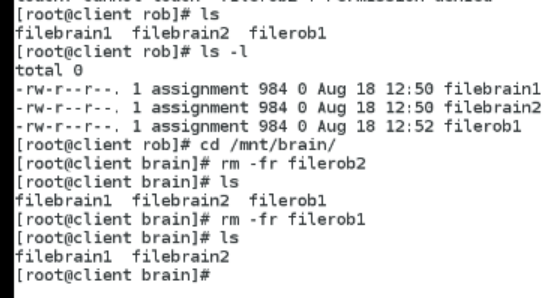 [root@client rob]# ls
filebrain1  filebrain2  filerob1
[root@client rob]# ls -l
total 0
-rw-r--r--. 1 assignment 984 0 Aug 18 12:50 filebrain1
-rw-r--r--. 1 assignment 984 0 Aug 18 12:50 filebrain2
-rw-r--r--. 1 assignment 984 0 Aug 18 12:52 filerob1
[root@client rob]# cd /mnt/brain/
[root@client brain]# rm -fr filerob2
[root@client brain]# ls
filebrain1  filebrain2  filerob1
[root@client brain]# rm -fr filerob1
[root@client brain]# ls
filebrain1  filebrain2
[root@client brain]#